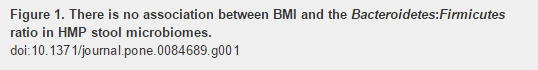 Figure 1. There is no association between BMI and the Bacteroidetes:Firmicutes
ratio in HMP stool microbiomes.
doi:10.1371/journal.pone.0084689.g001